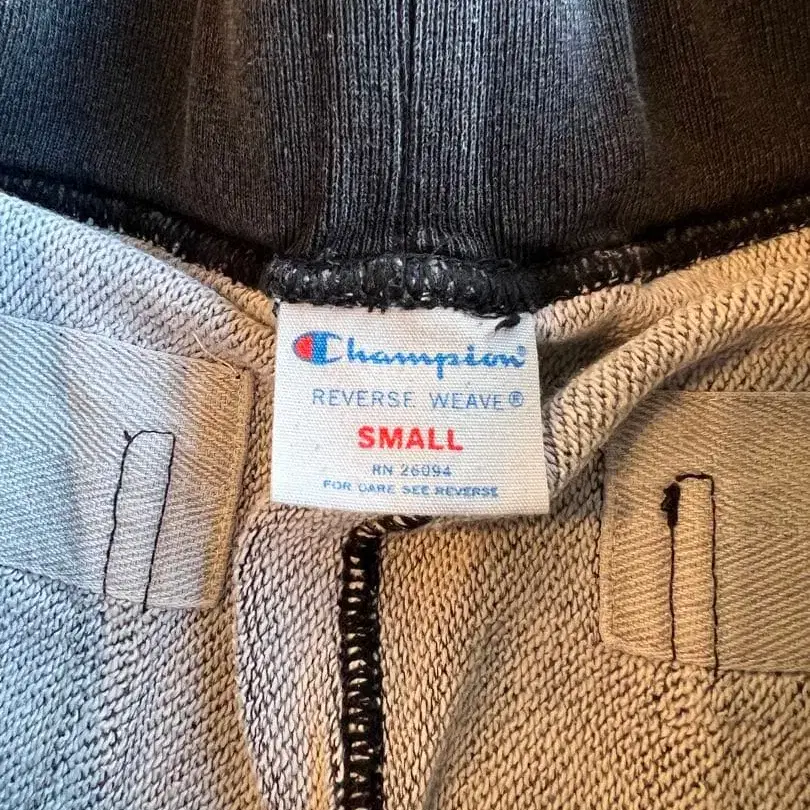 Champion®
REVERSE WEAVE®
SMALL
RN 26094
FOR CARE SEE REVERSE